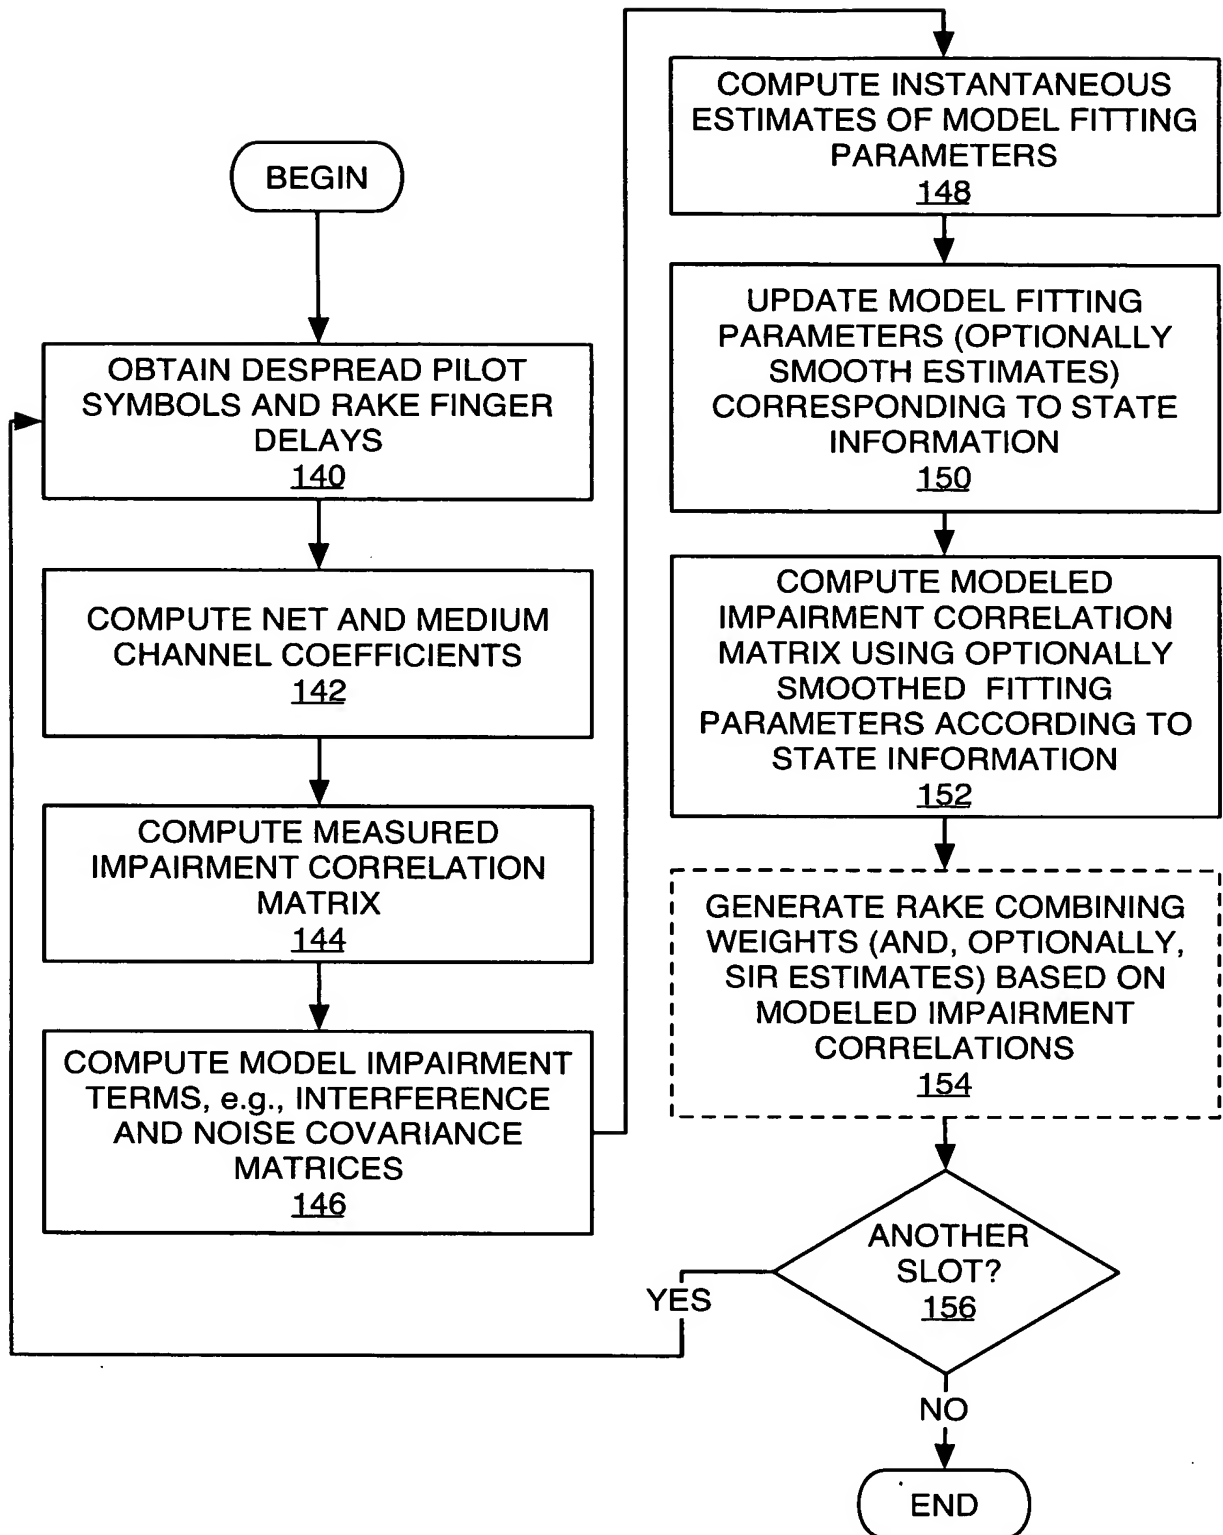 BEGIN
OBTAIN DESPREAD PILOT
SYMBOLS AND RAKE FINGER
DELAYS
140
COMPUTE NET AND MEDIUM
CHANNEL COEFFICIENTS
142
COMPUTE MEASURED
IMPAIRMENT CORRELATION
MATRIX
144
COMPUTE MODEL IMPAIRMENT
TERMS, e.g., INTERFERENCE
AND NOISE COVARIANCE
MATRICES
146
COMPUTE INSTANTANEOUS
ESTIMATES OF MODEL FITTING
PARAMETERS
148
UPDATE MODEL FITTING
PARAMETERS (OPTIONALLY
SMOOTH ESTIMATES)
CORRESPONDING TO STATE
INFORMATION
150
COMPUTE MODELED
IMPAIRMENT CORRELATION
MATRIX USING OPTIONALLY
SMOOTHED FITTING
PARAMETERS ACCORDING TO
STATE INFORMATION
152
GENERATE RAKE COMBINING
WEIGHTS (AND, OPTIONALLY,
SIR ESTIMATES) BASED ON
MODELED IMPAIRMENT
CORRELATIONS
154
ANOTHER
SLOT?
156
YES
NO
END